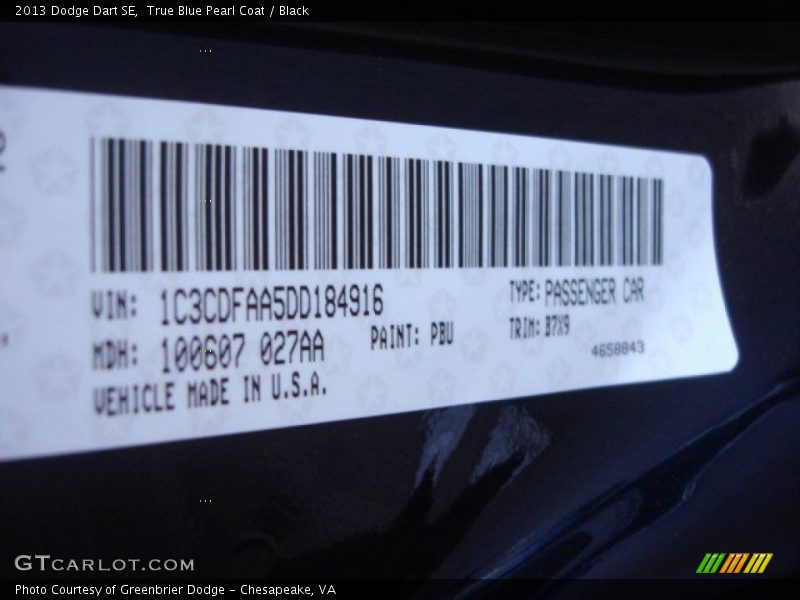 2013 Dodge Dart SE,  True Blue Pearl Coat / Black
VIN: 1C3CDFAA5DD184916
TYPE: PASSENGER CAR
MDH: 100607 027AA
PAINT: PBU
TRIM: B7X9
VEHICLE MADE IN U.S.A.
4658843
GTCARLOT.COM
Photo Courtesy of Greenbrier Dodge - Chesapeake, VA